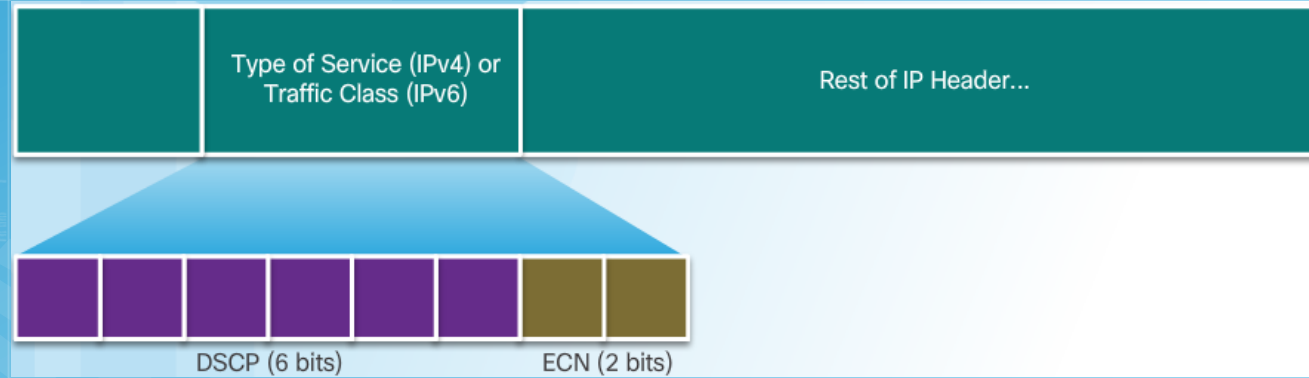 Type of Service (IPv4) or
Traffic Class (IPv6)
Rest of IP Header...
DSCP (6 bits)
ECN (2 bits)